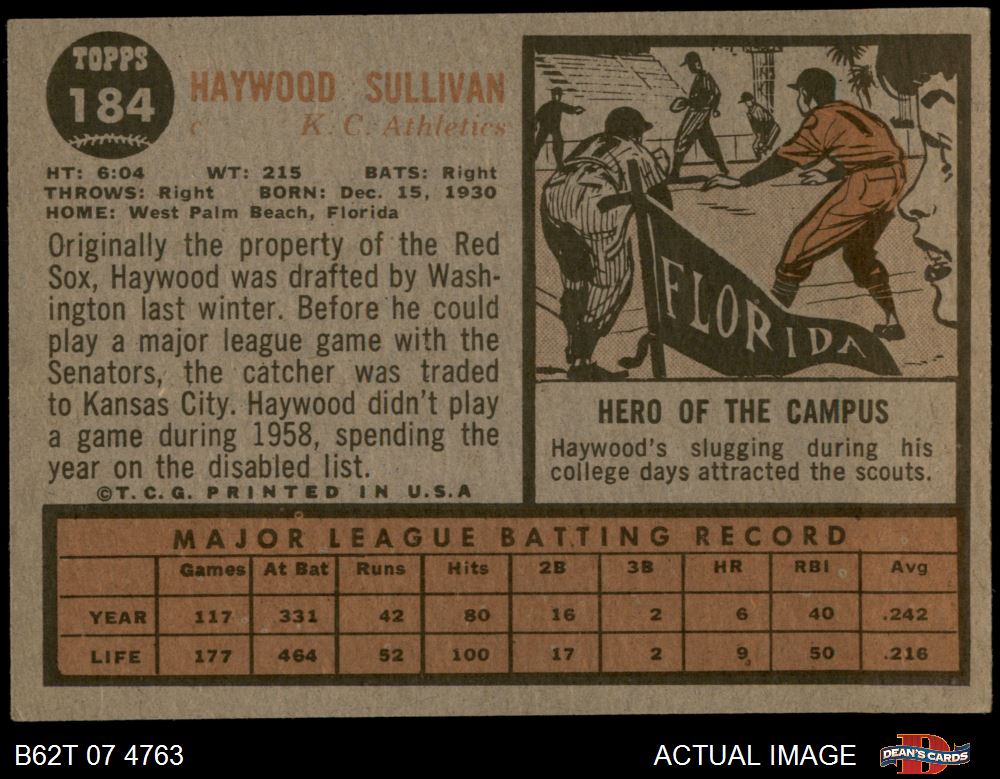 TOPPS
184
HAYWOOD SULLIVAN
C K. C. Athletics
HT: 6:04 WT: 215 BATS: Right
THROWS: Right BORN: Dec. 15, 1930
HOME: West Palm Beach, Florida
Originally the property of the Red
Sox, Haywood was drafted by Wash-
ington last winter. Before he could
play a major league game with the
Senators, the catcher was traded
to Kansas City. Haywood didn't play
a game during 1958, spending the
year on the disabled list.
©T.C.G. PRINTED IN U.S.A
FLORIDA
HERO OF THE CAMPUS
Haywood's slugging during his
college days attracted the scouts.
MAJOR LEAGUE BATTING RECORD
Games At Bat Runs Hits 2B 3B HR RBI Avg
YEAR 117 331 42 80 16 2 6 40 .242
LIFE 177 464 52 100 17 2 9 50 .216
B62T 07 4763
ACTUAL IMAGE
DEAN'S CARDS